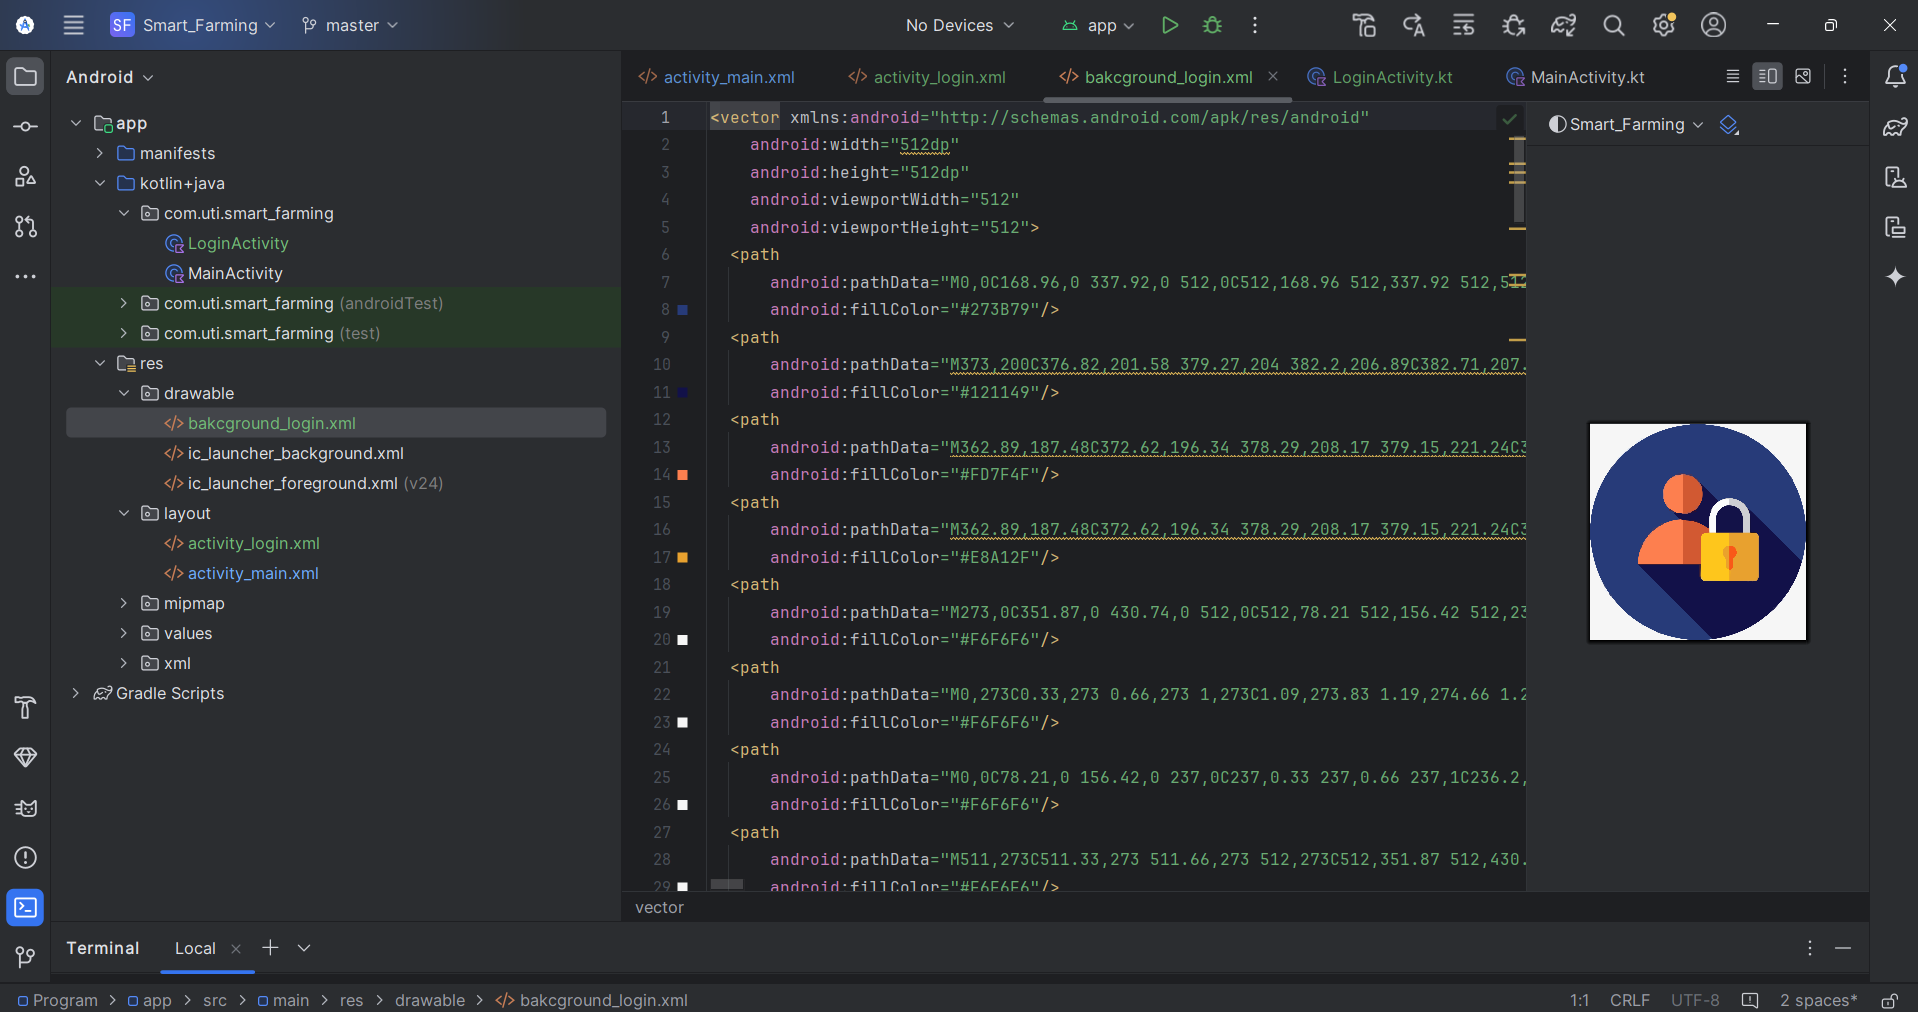 SF Smart_Farming master No Devices app
Android
app
manifests
kotlin+java
com.uti.smart_farming
LoginActivity
MainActivity
com.uti.smart_farming (androidTest)
com.uti.smart_farming (test)
res
drawable
bakcground_login.xml
ic_launcher_background.xml
ic_launcher_foreground.xml (v24)
layout
activity_login.xml
activity_main.xml
mipmap
values
xml
Gradle Scripts
activity_main.xml activity_login.xml bakcground_login.xml LoginActivity.kt MainActivity.kt
1 <vector xmlns:android="http://schemas.android.com/apk/res/android"
2 android:width="512dp"
3 android:height="512dp"
4 android:viewportWidth="512"
5 android:viewportHeight="512">
6 <path
7 android:pathData="M0,0C168.96,0 337.92,0 512,0C512,168.96 512,337.92 512,512
8 android:fillColor="#273B79"/>
9 <path
10 android:pathData="M373,200C376.82,201.58 379.27,204 382.2,206.89C382.71,207.
11 android:fillColor="#121149"/>
12 <path
13 android:pathData="M362.89,187.48C372.62,196.34 378.29,208.17 379.15,221.24C3
14 android:fillColor="#FD7F4F"/>
15 <path
16 android:pathData="M362.89,187.48C372.62,196.34 378.29,208.17 379.15,221.24C3
17 android:fillColor="#E8A12F"/>
18 <path
19 android:pathData="M273,0C351.87,0 430.74,0 512,0C512,78.21 512,156.42 512,23
20 android:fillColor="#F6F6F6"/>
21 <path
22 android:pathData="M0,273C0.33,273 0.66,273 1,273C1.09,273.83 1.19,274.66 1.2
23 android:fillColor="#F6F6F6"/>
24 <path
25 android:pathData="M0,0C78.21,0 156.42,0 237,0C237,0.33 237,0.66 237,1C236.2,
26 android:fillColor="#F6F6F6"/>
27 <path
28 android:pathData="M511,273C511.33,273 511.66,273 512,273C512,351.87 512,430.
29 android:fillColor="#F6F6F6"/>
Smart_Farming
vector
Terminal Local
Program > app > src > main > res > drawable > bakcground_login.xml
1:1 CRLF UTF-8 2 spaces*